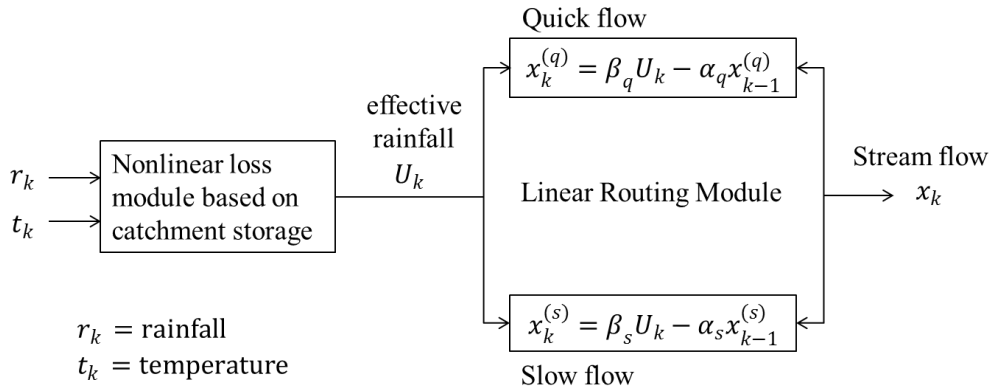 Quick flow
x_k^{(q)} = β_q U_k − α_q x_{k−1}^{(q)}
effective
rainfall
U_k
Nonlinear loss
module based on
catchment storage
r_k
t_k
Linear Routing Module
Stream flow
x_k
x_k^{(s)} = β_s U_k − α_s x_{k−1}^{(s)}
Slow flow
r_k = rainfall
t_k = temperature